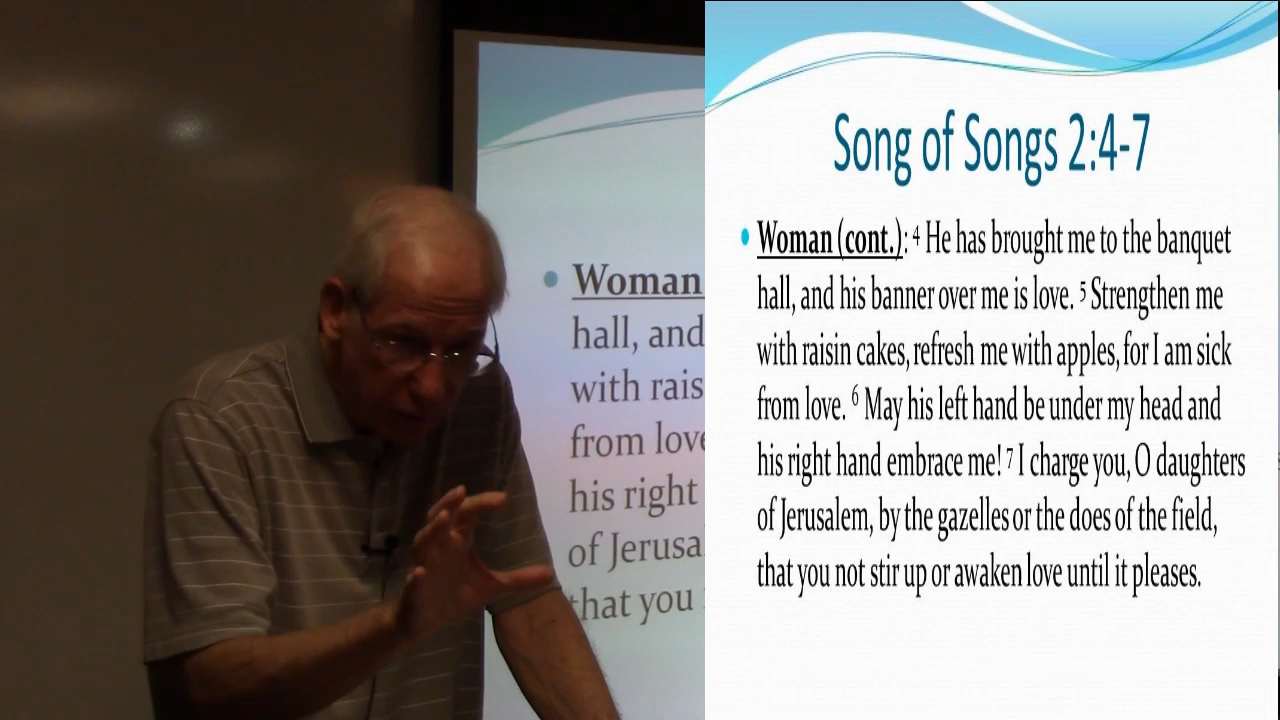 Song of Songs 2:4-7
• Woman (cont.): 4 He has brought me to the banquet
hall, and his banner over me is love. 5 Strengthen me
with raisin cakes, refresh me with apples, for I am sick
from love. 6 May his left hand be under my head and
his right hand embrace me! 7 I charge you, O daughters
of Jerusalem, by the gazelles or the does of the field,
that you not stir up or awaken love until it pleases.
• Woman
hall, and
with rais
from love
his right
of Jerusa
that you